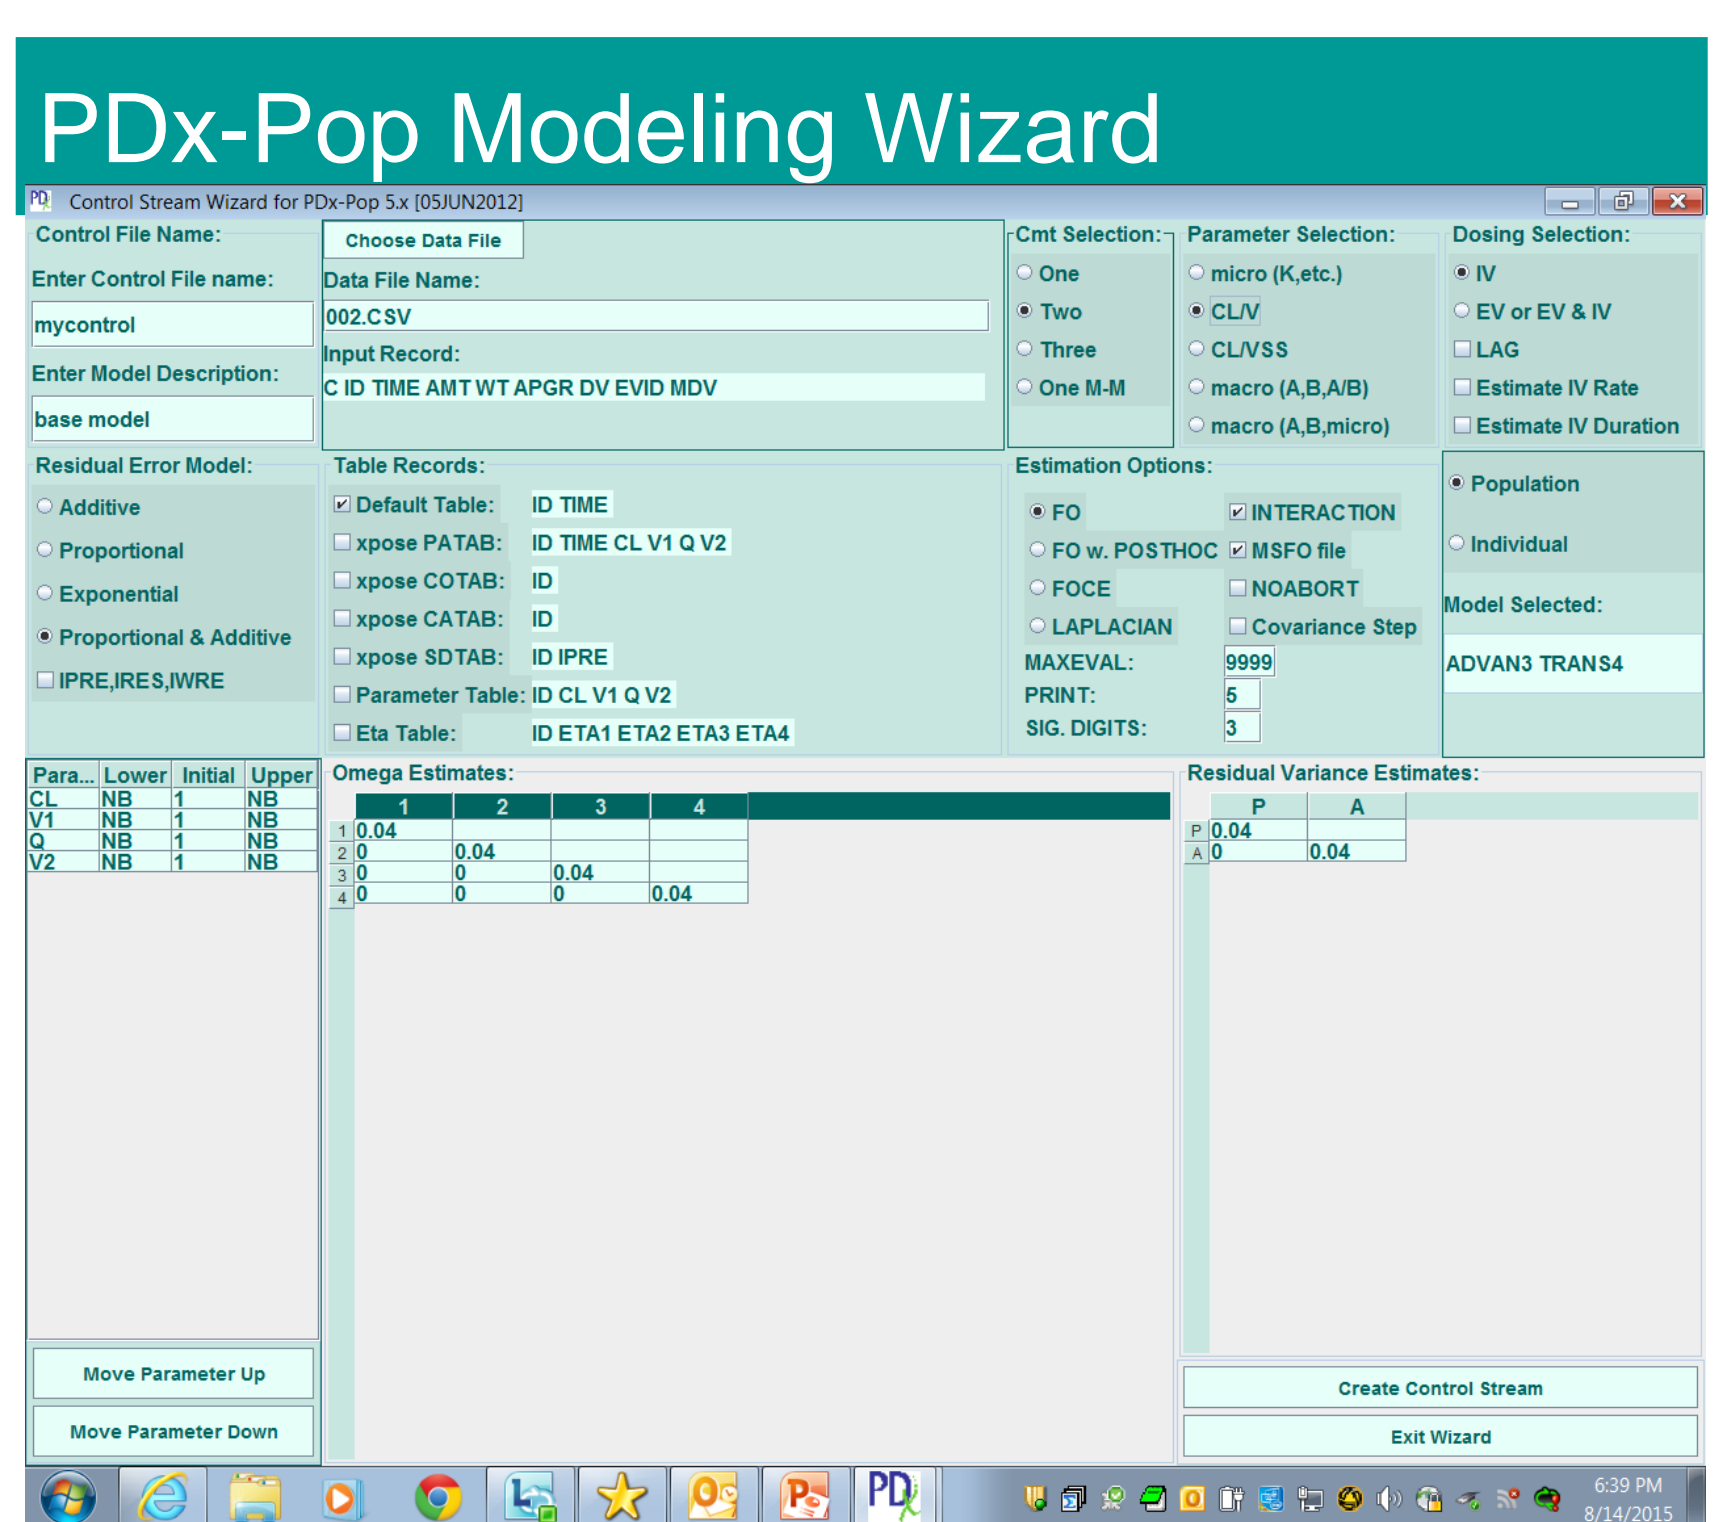 PDx-Pop Modeling Wizard
PDx Control Stream Wizard for PDx-Pop 5.x [05JUN2012]
Control File Name:
Enter Control File name:
mycontrol
Enter Model Description:
base model
Choose Data File
Data File Name:
002.CSV
Input Record:
C ID TIME AMT WT APGR DV EVID MDV
Cmt Selection:
One
Two
Three
One M-M
Parameter Selection:
micro (K,etc.)
CL/V
CL/VSS
macro (A,B,A/B)
macro (A,B,micro)
Dosing Selection:
IV
EV or EV & IV
LAG
Estimate IV Rate
Estimate IV Duration
Residual Error Model:
Additive
Proportional
Exponential
Proportional & Additive
IPRE,IRES,IWRE
Table Records:
Default Table: ID TIME
xpose PATAB: ID TIME CL V1 Q V2
xpose COTAB: ID
xpose CATAB: ID
xpose SDTAB: ID IPRE
Parameter Table: ID CL V1 Q V2
Eta Table: ID ETA1 ETA2 ETA3 ETA4
Estimation Options:
FO INTERACTION
FO w. POSTHOC MSFO file
FOCE NOABORT
LAPLACIAN Covariance Step
MAXEVAL: 9999
PRINT: 5
SIG. DIGITS: 3
Population
Individual
Model Selected:
ADVAN3 TRANS4
Para... Lower Initial Upper
CL NB 1 NB
V1 NB 1 NB
Q NB 1 NB
V2 NB 1 NB
Move Parameter Up
Move Parameter Down
Omega Estimates:
1 2 3 4
1 0.04
2 0 0.04
3 0 0 0.04
4 0 0 0 0.04
Residual Variance Estimates:
P A
P 0.04
A 0 0.04
Create Control Stream
Exit Wizard
PDx
6:39 PM
8/14/2015